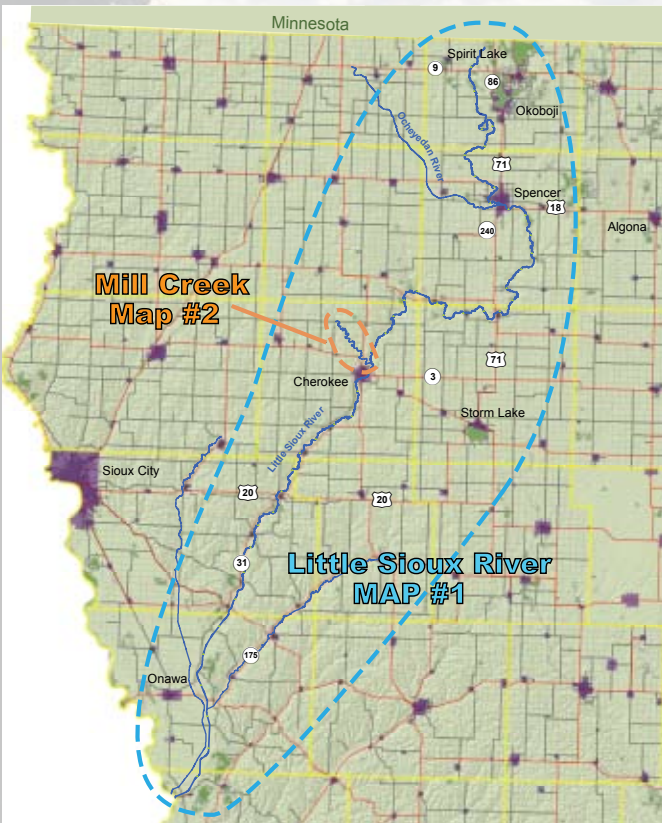 Minnesota
Spirit Lake
9
86
Okoboji
Ocheyedan River
71
Spencer
18
240
Algona
Mill Creek
Map #2
71
Cherokee
3
Storm Lake
Little Sioux River
Sioux City
20
20
Little Sioux River
MAP #1
31
175
Onawa